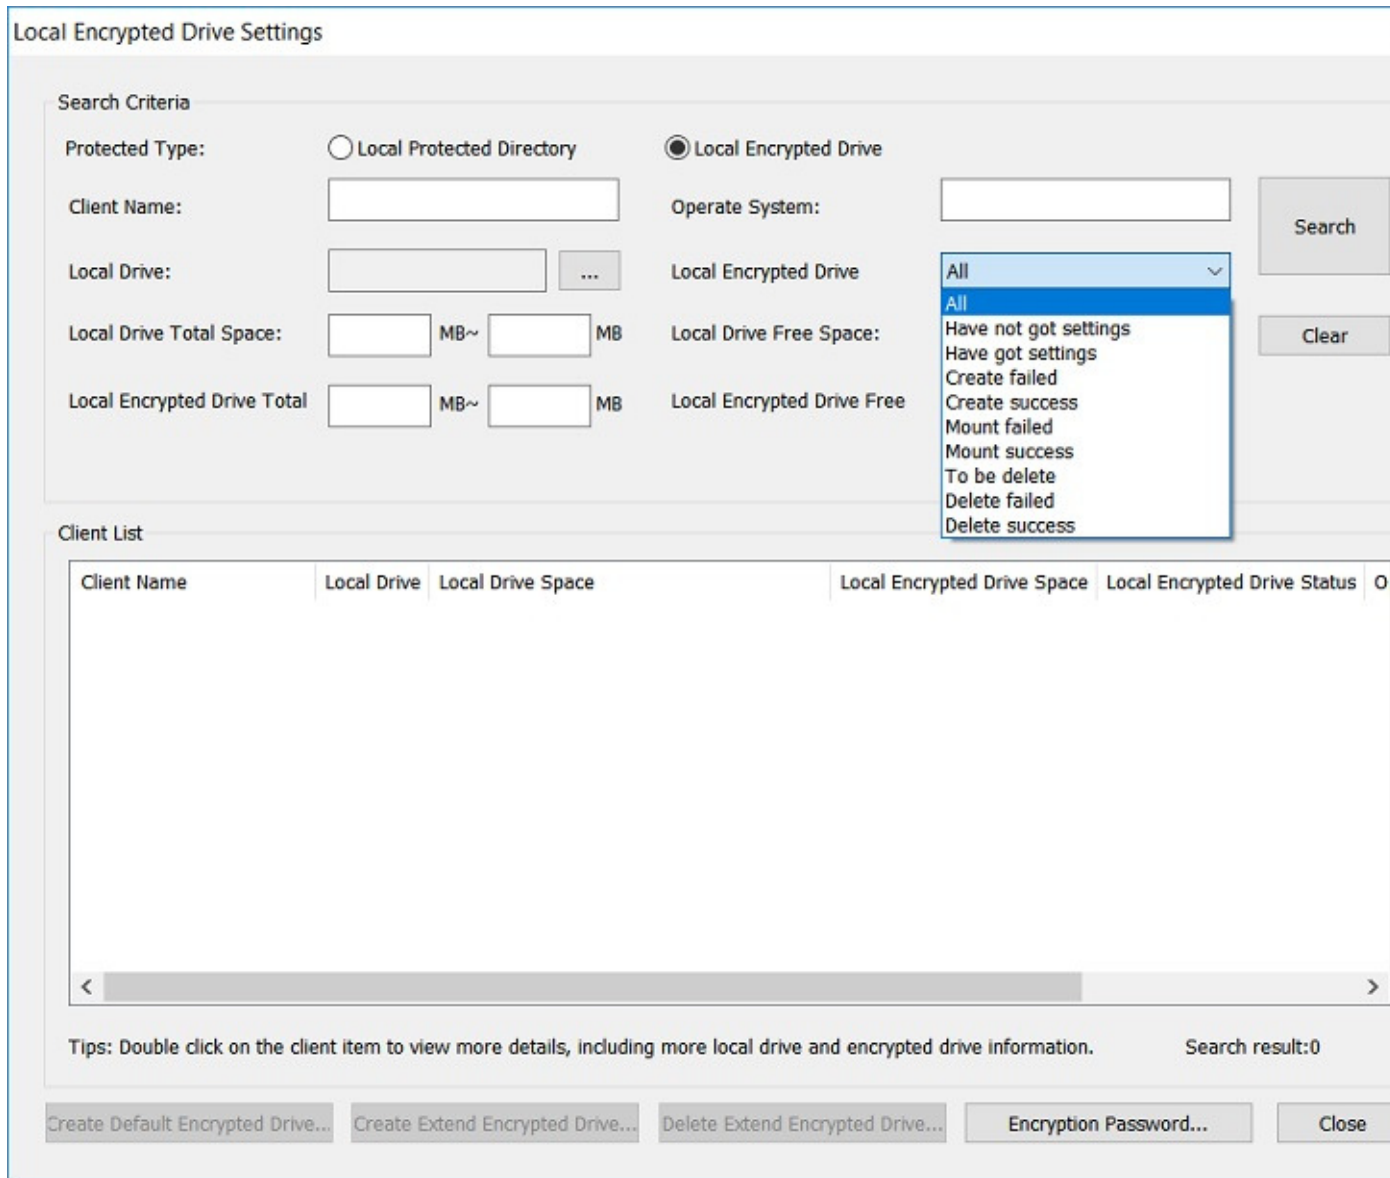 Local Encrypted Drive Settings
Search Criteria
Protected Type: Local Protected Directory Local Encrypted Drive
Client Name: Operate System: Search
Local Drive: ... Local Encrypted Drive All
All
Local Drive Total Space: MB~ MB Local Drive Free Space: Have not got settings Clear
Have got settings
Create failed
Local Encrypted Drive Total MB~ MB Local Encrypted Drive Free Create success
Mount failed
Mount success
To be delete
Delete failed
Delete success
Client List
Client Name Local Drive Local Drive Space Local Encrypted Drive Space Local Encrypted Drive Status O
Tips: Double click on the client item to view more details, including more local drive and encrypted drive information. Search result:0
Create Default Encrypted Drive... Create Extend Encrypted Drive... Delete Extend Encrypted Drive... Encryption Password... Close